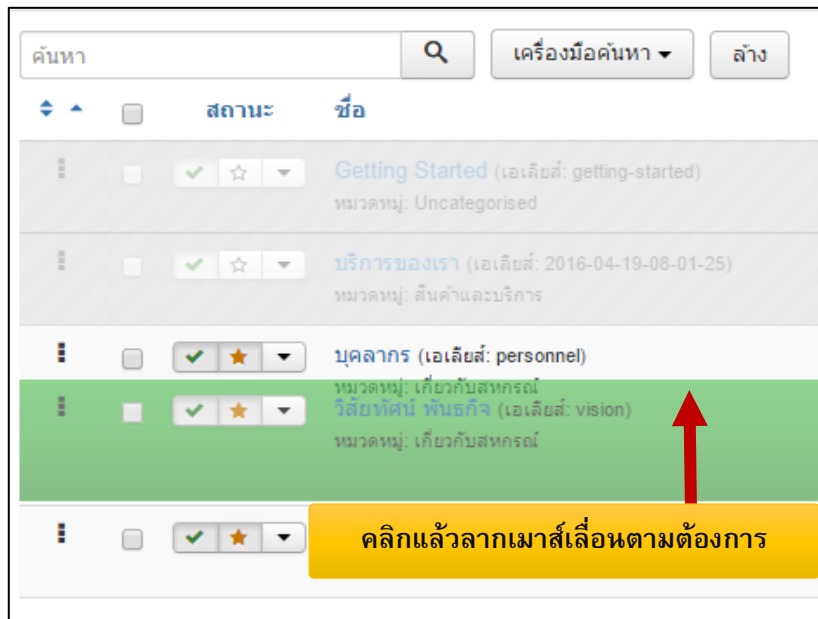 ค้นหา เครื่องมือค้นหา ล้าง
สถานะ ชื่อ
Getting Started (เอเลียส์: getting-started)
หมวดหมู่: Uncategorised
บริการของเรา (เอเลียส์: 2016-04-19-08-01-25)
หมวดหมู่: สินค้าและบริการ
บุคลากร (เอเลียส์: personnel)
หมวดหมู่: เกี่ยวกับสหกรณ์
วิสัยทัศน์ พันธกิจ (เอเลียส์: vision)
หมวดหมู่: เกี่ยวกับสหกรณ์
คลิกแล้วลากเมาส์เลื่อนตามต้องการ